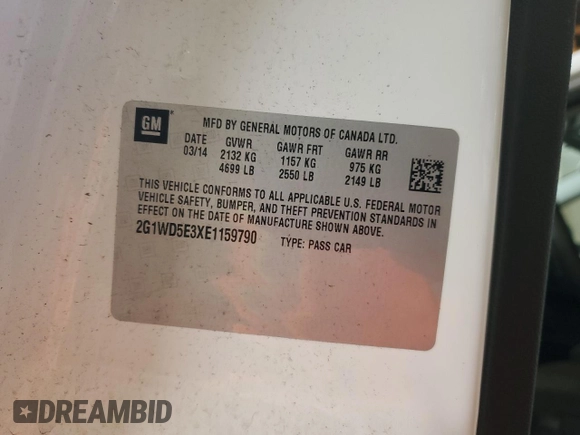 GM
MFD BY GENERAL MOTORS OF CANADA LTD.
DATE GVWR GAWR FRT GAWR RR
03/14 2132 KG 1157 KG 975 KG
4699 LB 2550 LB 2149 LB
THIS VEHICLE CONFORMS TO ALL APPLICABLE U.S. FEDERAL MOTOR
VEHICLE SAFETY, BUMPER, AND THEFT PREVENTION STANDARDS
IN EFFECT ON THE DATE OF MANUFACTURE SHOWN ABOVE.
2G1WD5E3XE1159790 TYPE: PASS CAR
DREAMBID